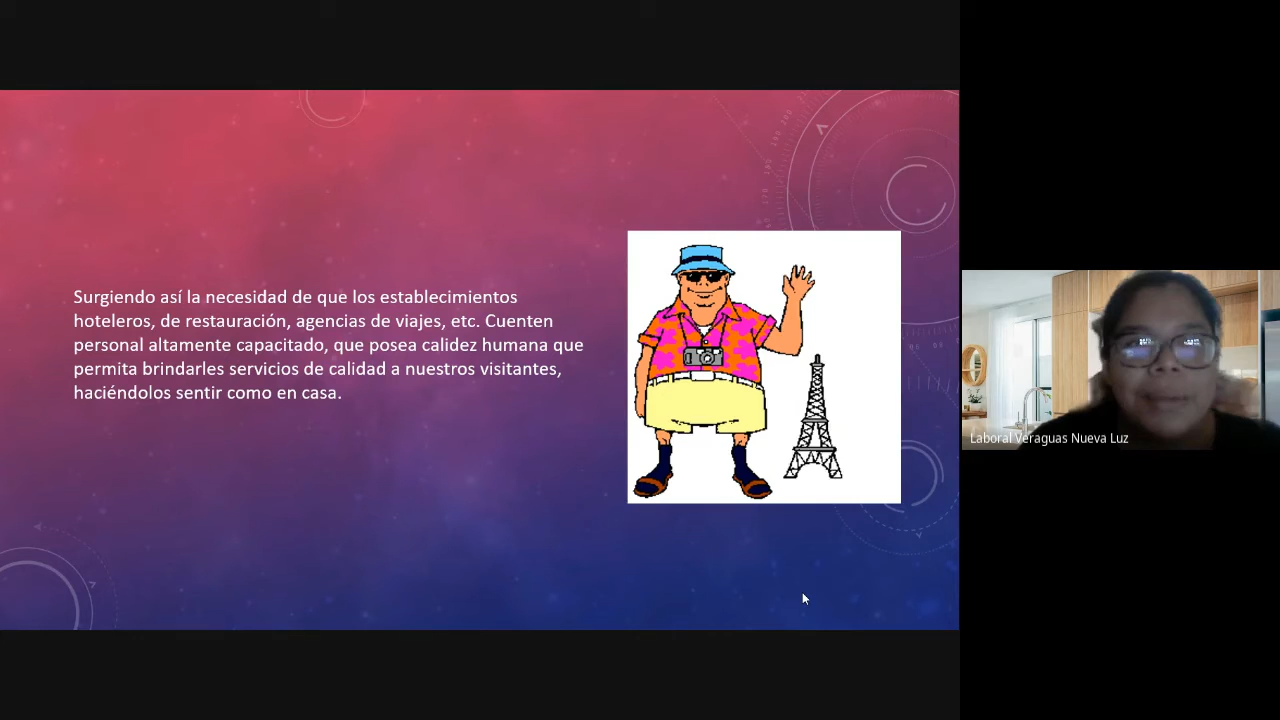 Surgiendo así la necesidad de que los establecimientos
hoteleros, de restauración, agencias de viajes, etc. Cuenten
personal altamente capacitado, que posea calidez humana que
permita brindarles servicios de calidad a nuestros visitantes,
haciéndolos sentir como en casa.
Laboral Veraguas Nueva Luz